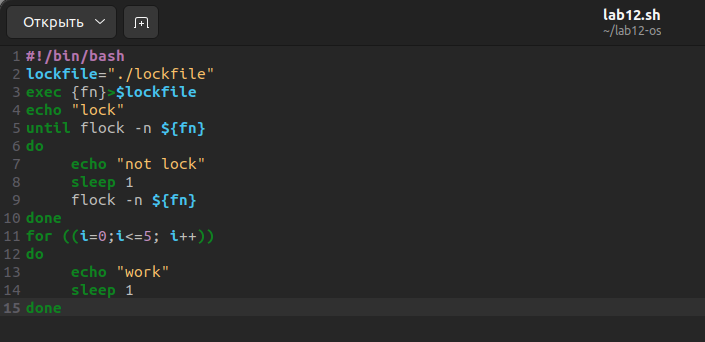 Открыть
lab12.sh
~/lab12-os
1 #!/bin/bash
2 lockfile="./lockfile"
3 exec {fn}>$lockfile
4 echo "lock"
5 until flock -n ${fn}
6 do
7 echo "not lock"
8 sleep 1
9 flock -n ${fn}
10 done
11 for ((i=0;i<=5; i++))
12 do
13 echo "work"
14 sleep 1
15 done